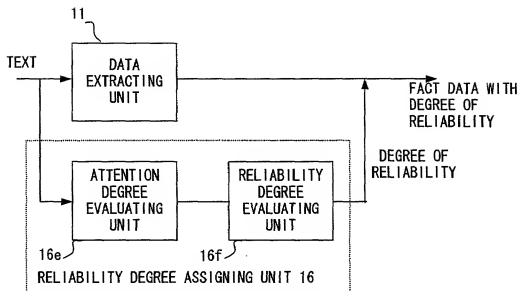 11
TEXT
DATA
EXTRACTING
UNIT
FACT DATA WITH
DEGREE OF
RELIABILITY
DEGREE OF
RELIABILITY
ATTENTION
DEGREE
EVALUATING
UNIT
RELIABILITY
DEGREE
EVALUATING
UNIT
16e
16f
RELIABILITY DEGREE ASSIGNING UNIT 16